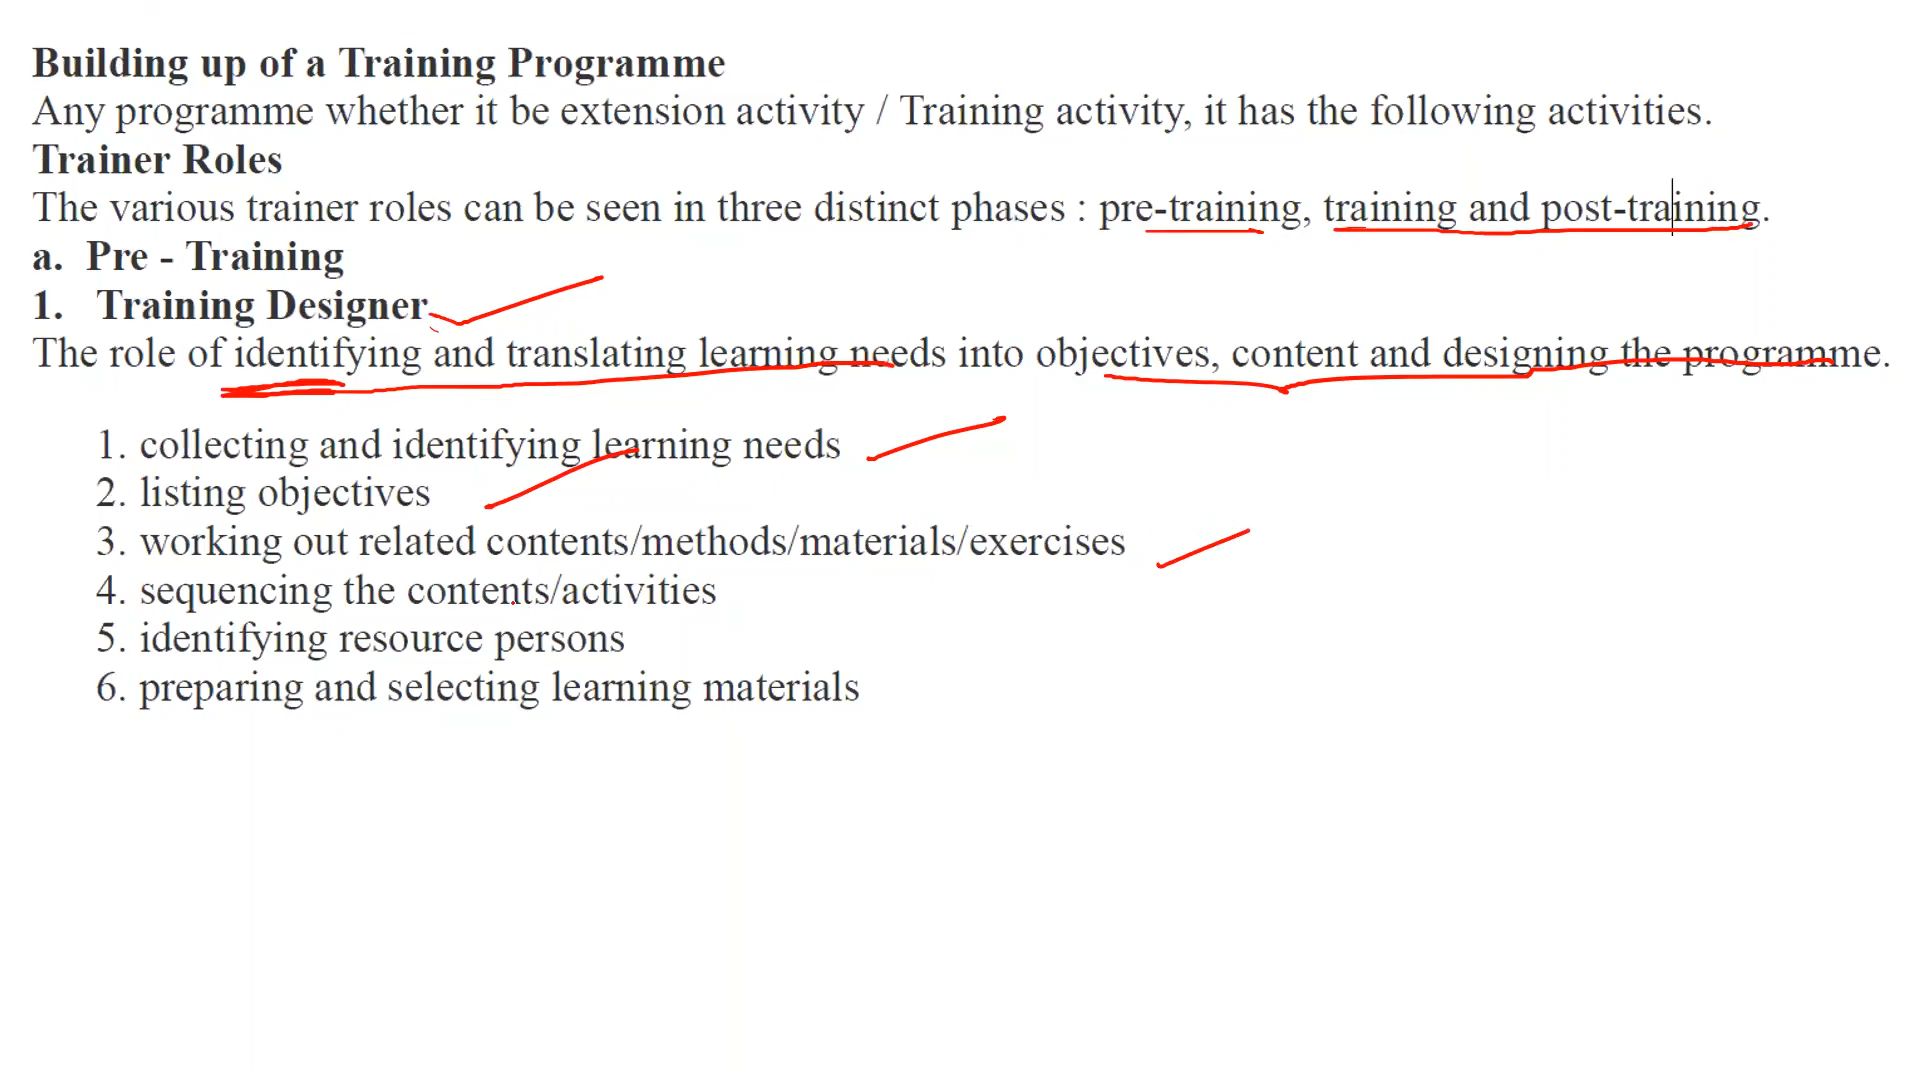 Building up of a Training Programme
Any programme whether it be extension activity / Training activity, it has the following activities.
Trainer Roles
The various trainer roles can be seen in three distinct phases : pre-training, training and post-training.
a. Pre - Training
1. Training Designer
The role of identifying and translating learning needs into objectives, content and designing the programme.
1. collecting and identifying learning needs
2. listing objectives
3. working out related contents/methods/materials/exercises
4. sequencing the contents/activities
5. identifying resource persons
6. preparing and selecting learning materials